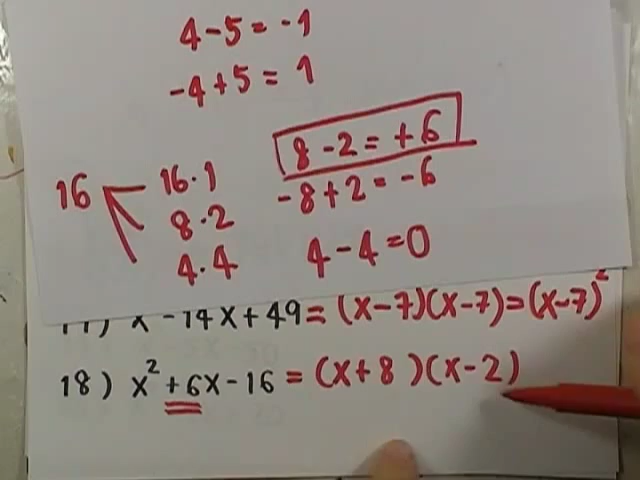 4-5=-1
-4+5=1
16 16·1 8-2=+6
8·2 -8+2=-6
4·4 4-4=0
x -14x+49=(x-7)(x-7)=(x-7)²
18) x²+6x-16=(x+8)(x-2)